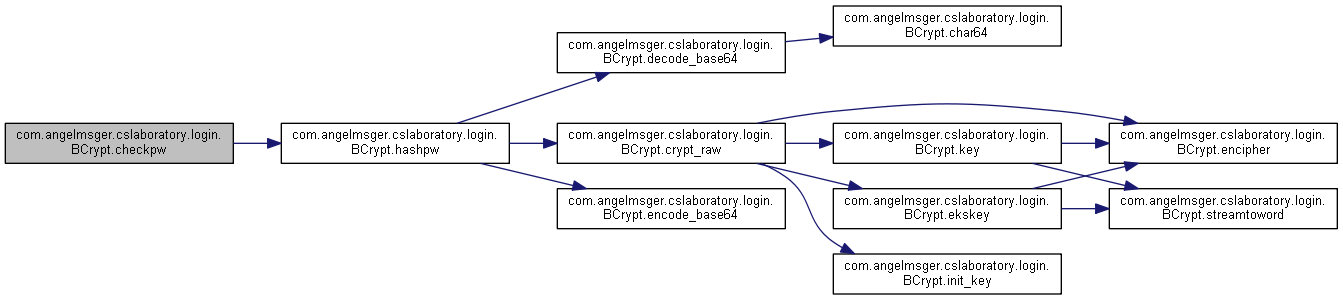 com.angelmsger.cslaboratory.login.
BCrypt.checkpw
com.angelmsger.cslaboratory.login.
BCrypt.hashpw
com.angelmsger.cslaboratory.login.
BCrypt.decode_base64
com.angelmsger.cslaboratory.login.
BCrypt.char64
com.angelmsger.cslaboratory.login.
BCrypt.crypt_raw
com.angelmsger.cslaboratory.login.
BCrypt.encode_base64
com.angelmsger.cslaboratory.login.
BCrypt.key
com.angelmsger.cslaboratory.login.
BCrypt.ekskey
com.angelmsger.cslaboratory.login.
BCrypt.init_key
com.angelmsger.cslaboratory.login.
BCrypt.encipher
com.angelmsger.cslaboratory.login.
BCrypt.streamtoword